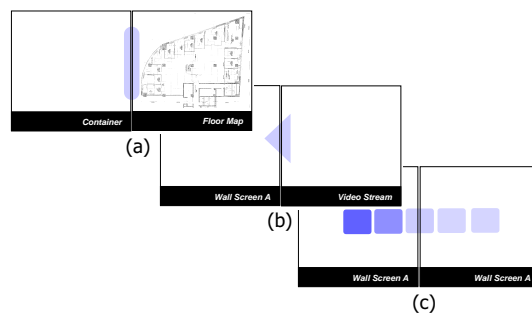 Container
Floor Map
(a)
Wall Screen A
Video Stream
(b)
Wall Screen A
Wall Screen A
(c)